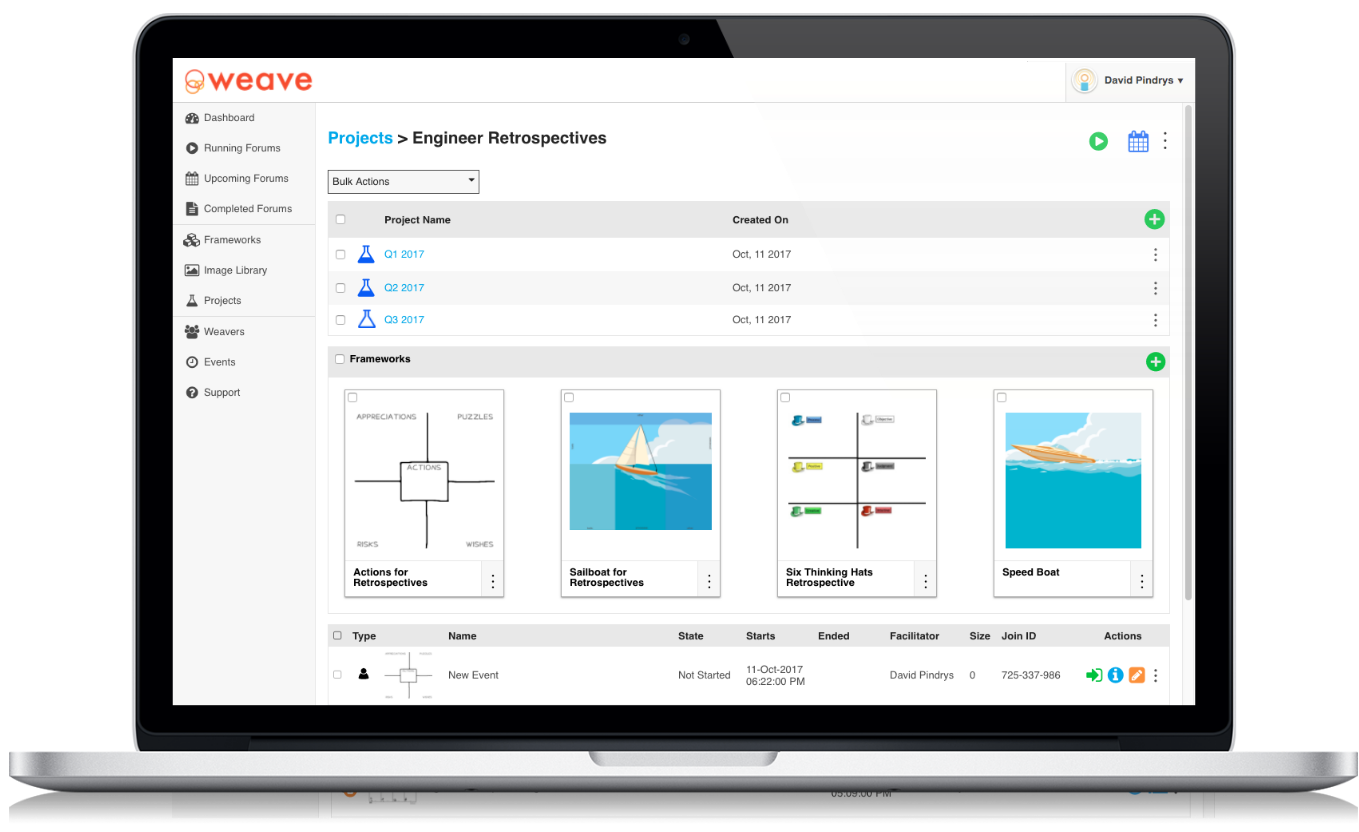 weave
David Pindrys
Dashboard
Running Forums
Upcoming Forums
Completed Forums
Frameworks
Image Library
Projects
Weavers
Events
Support
Projects > Engineer Retrospectives
Bulk Actions
Project Name Created On
Q1 2017 Oct, 11 2017
Q2 2017 Oct, 11 2017
Q3 2017 Oct, 11 2017
Frameworks
APPRECIATIONS PUZZLES
ACTIONS
RISKS WISHES
Actions for
Retrospectives
Sailboat for
Retrospectives
Six Thinking Hats
Retrospective
Speed Boat
Type Name State Starts Ended Facilitator Size Join ID Actions
New Event Not Started 11-Oct-2017
06:22:00 PM
David Pindrys 0 725-337-986
05:09:00 PM